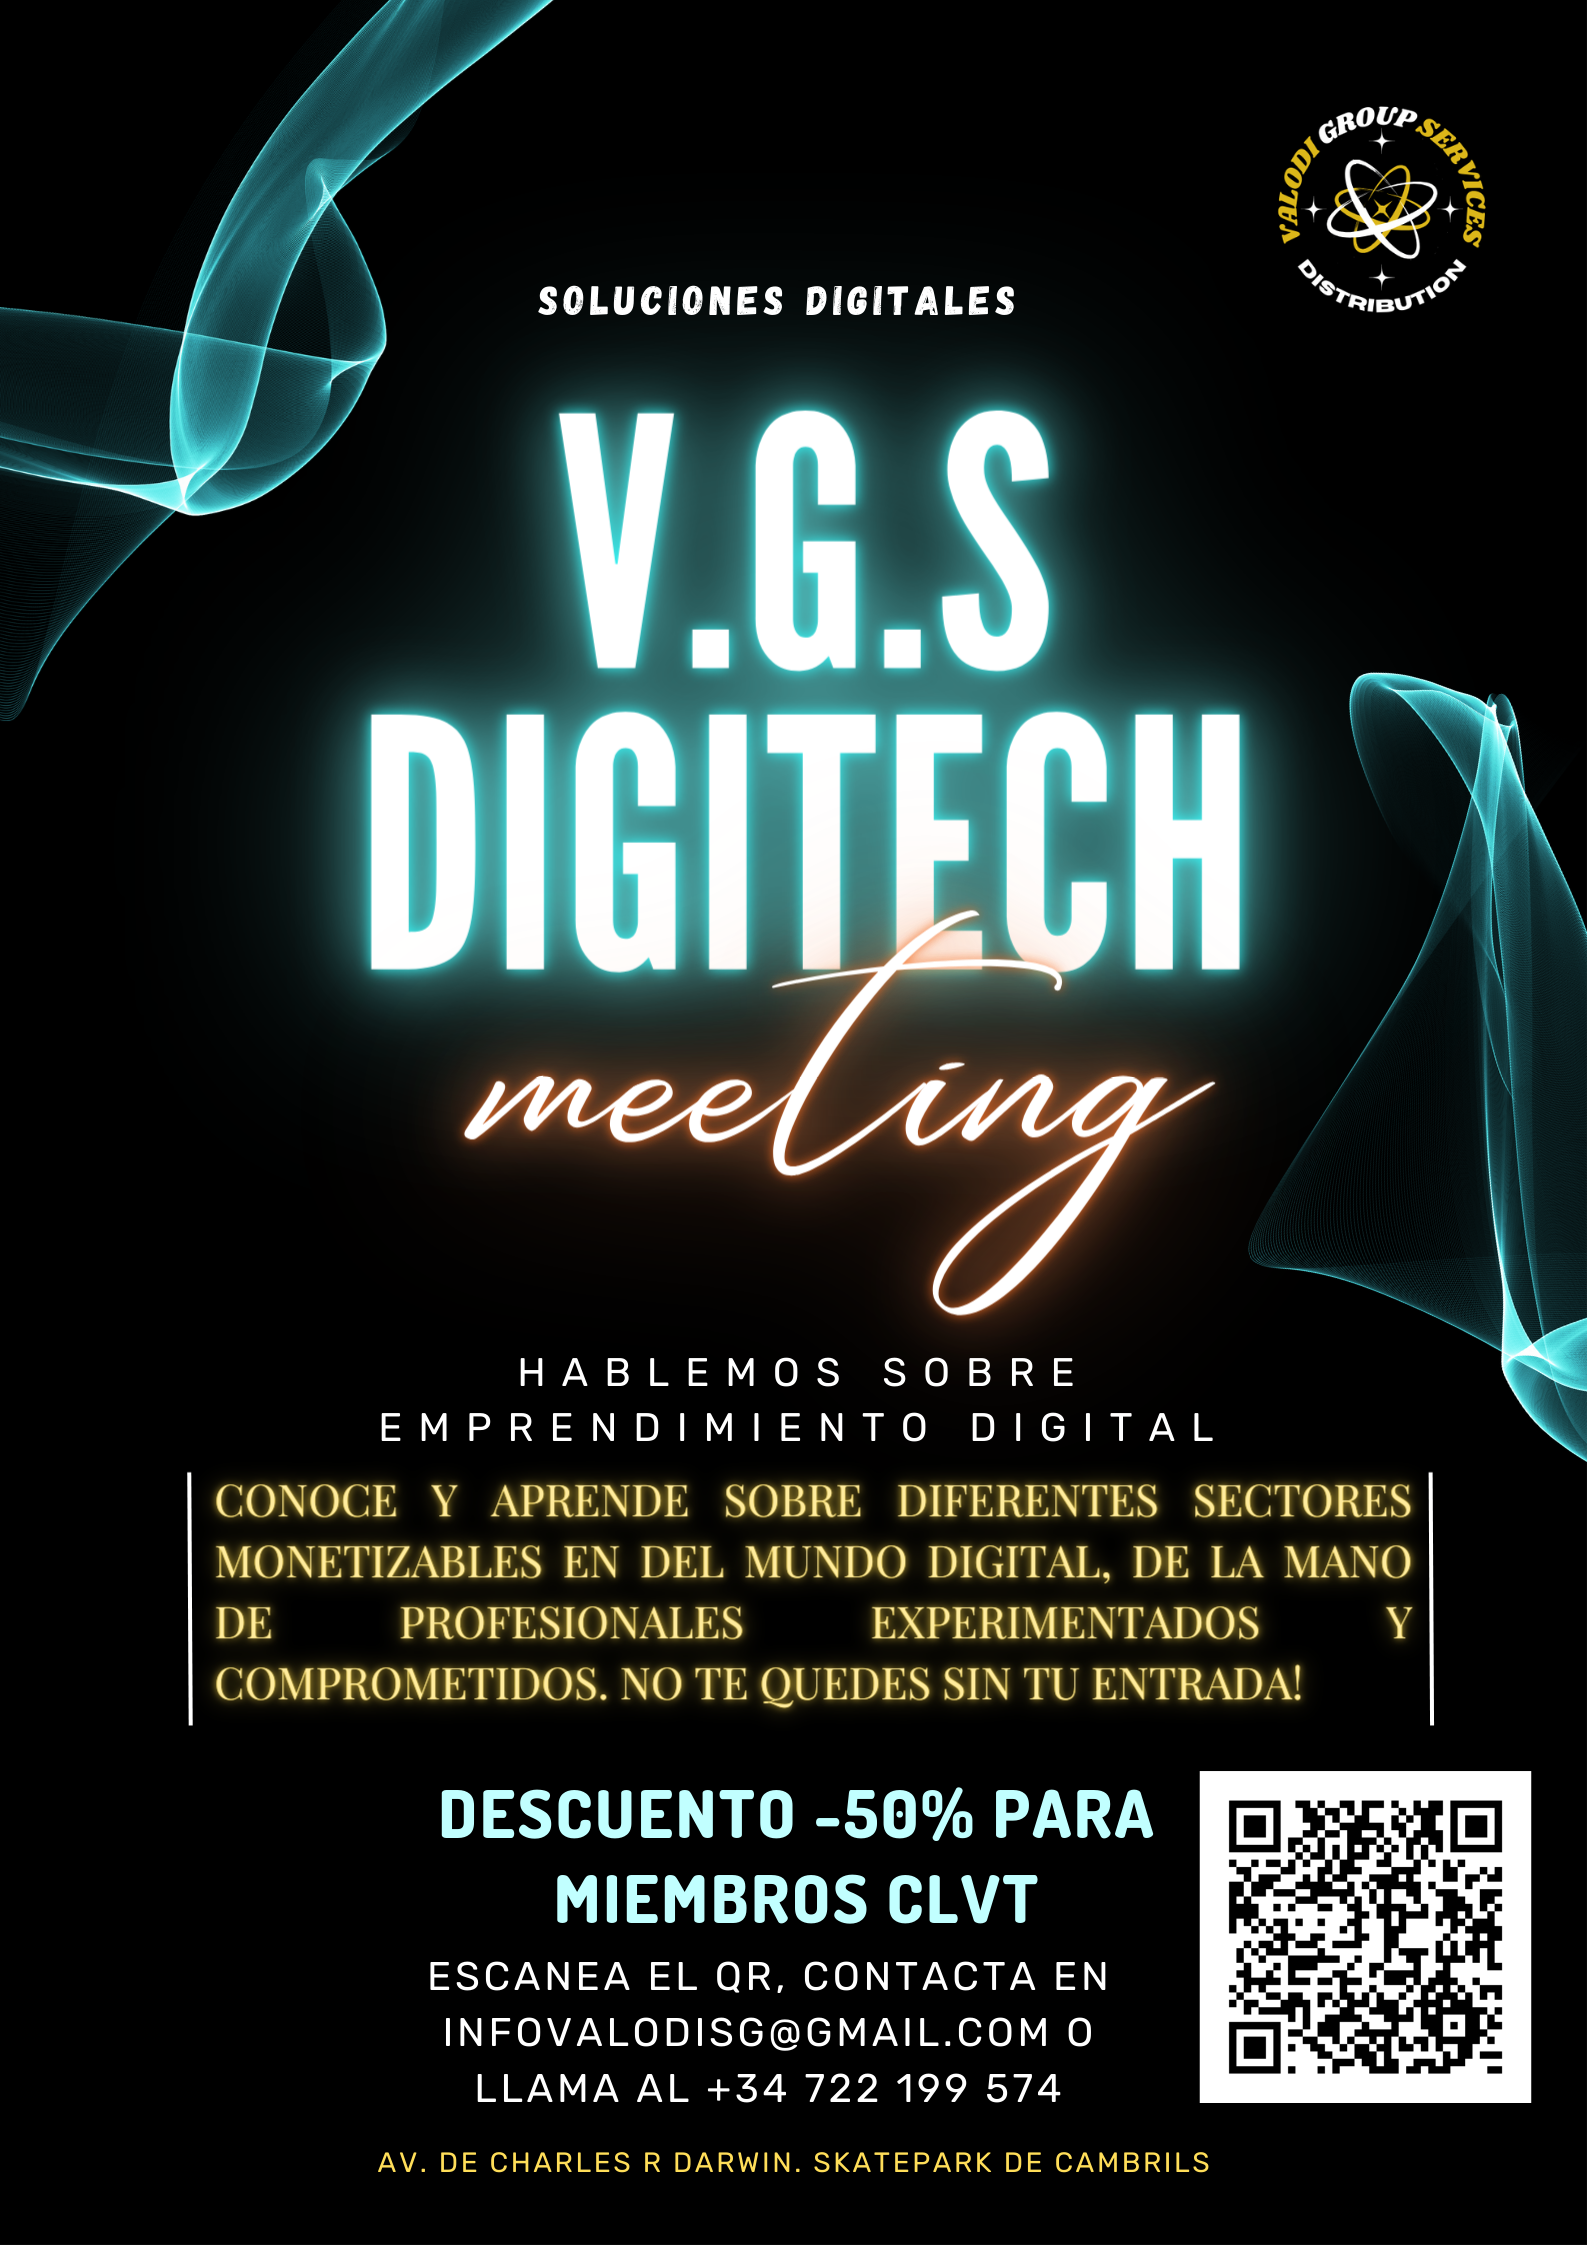 VALODI GROUP SERVICES
DISTRIBUTION
SOLUCIONES DIGITALES
V.G.S
DIGITECH
meeting
HABLEMOS SOBRE
EMPRENDIMIENTO DIGITAL
CONOCE Y APRENDE SOBRE DIFERENTES SECTORES
MONETIZABLES EN DEL MUNDO DIGITAL, DE LA MANO
DE PROFESIONALES EXPERIMENTADOS Y
COMPROMETIDOS. NO TE QUEDES SIN TU ENTRADA!
DESCUENTO -50% PARA
MIEMBROS CLVT
ESCANEA EL QR, CONTACTA EN
INFOVALODISG@GMAIL.COM O
LLAMA AL +34 722 199 574
AV. DE CHARLES R DARWIN. SKATEPARK DE CAMBRILS